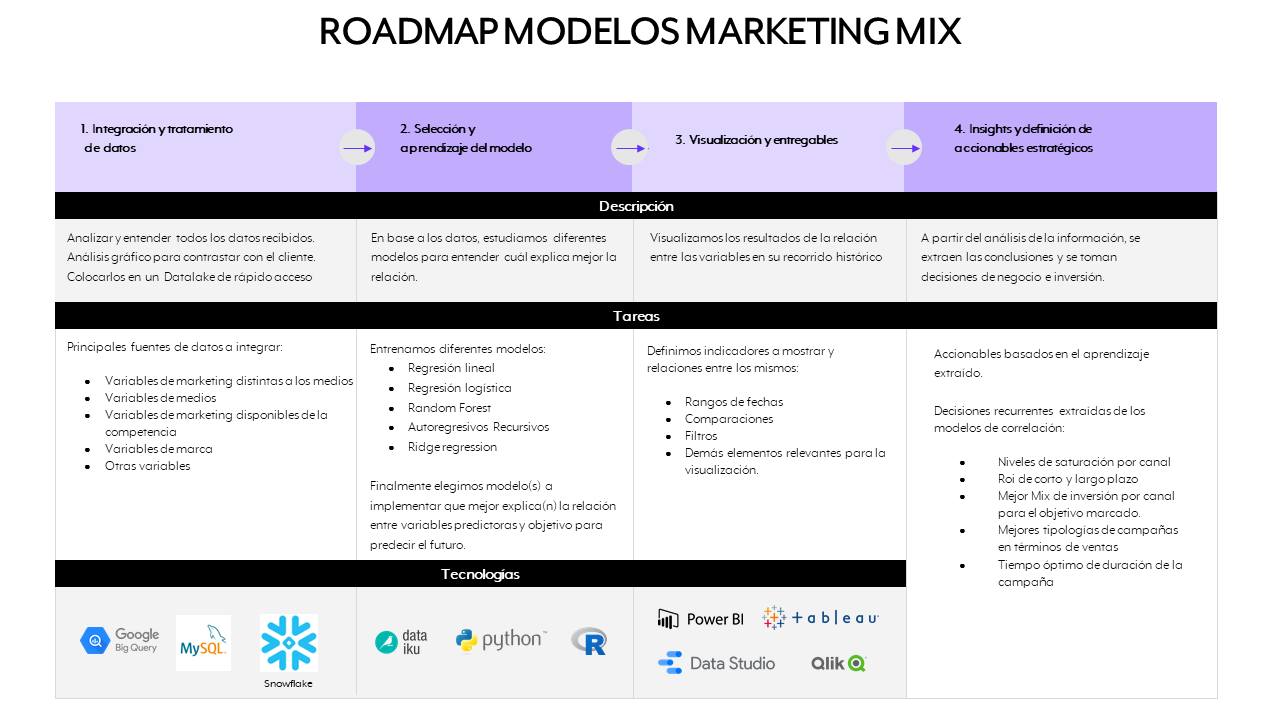 ROADMAP MODELOS MARKETING MIX
1. Integración y tratamiento
de datos
2. Selección y
aprendizaje del modelo
3. Visualización y entregables
4. Insights y definición de
accionables estratégicos
Descripción
Analizar y entender todos los datos recibidos.
Análisis gráfico para contrastar con el cliente.
Colocarlos en un Datalake de rápido acceso
En base a los datos, estudiamos diferentes
modelos para entender cuál explica mejor la
relación.
Visualizamos los resultados de la relación
entre las variables en su recorrido histórico
A partir del análisis de la información, se
extraen las conclusiones y se toman
decisiones de negocio e inversión.
Tareas
Principales fuentes de datos a integrar:
• Variables de marketing distintas a los medios
• Variables de medios
• Variables de marketing disponibles de la
competencia
• Variables de marca
• Otras variables
Entrenamos diferentes modelos:
• Regresión lineal
• Regresión logística
• Random Forest
• Autoregresivos Recursivos
• Ridge regression
Finalmente elegimos modelo(s) a
implementar que mejor explica(n) la relación
entre variables predictoras y objetivo para
predecir el futuro.
Definimos indicadores a mostrar y
relaciones entre los mismos:
• Rangos de fechas
• Comparaciones
• Filtros
• Demás elementos relevantes para la
visualización.
Accionables basados en el aprendizaje
extraido.
Decisiones recurrentes extraidas de los
modelos de correlación:
• Niveles de saturación por canal
• Roi de corto y largo plazo
• Mejor Mix de inversión por canal
para el objetivo marcado.
• Mejores tipologías de campañas
en términos de ventas
• Tiempo óptimo de duración de la
campaña
Tecnologías
Google
Big Query
MySQL
Snowflake
data
iku
python™
R
Power BI
+ableau
Data Studio
Qlik